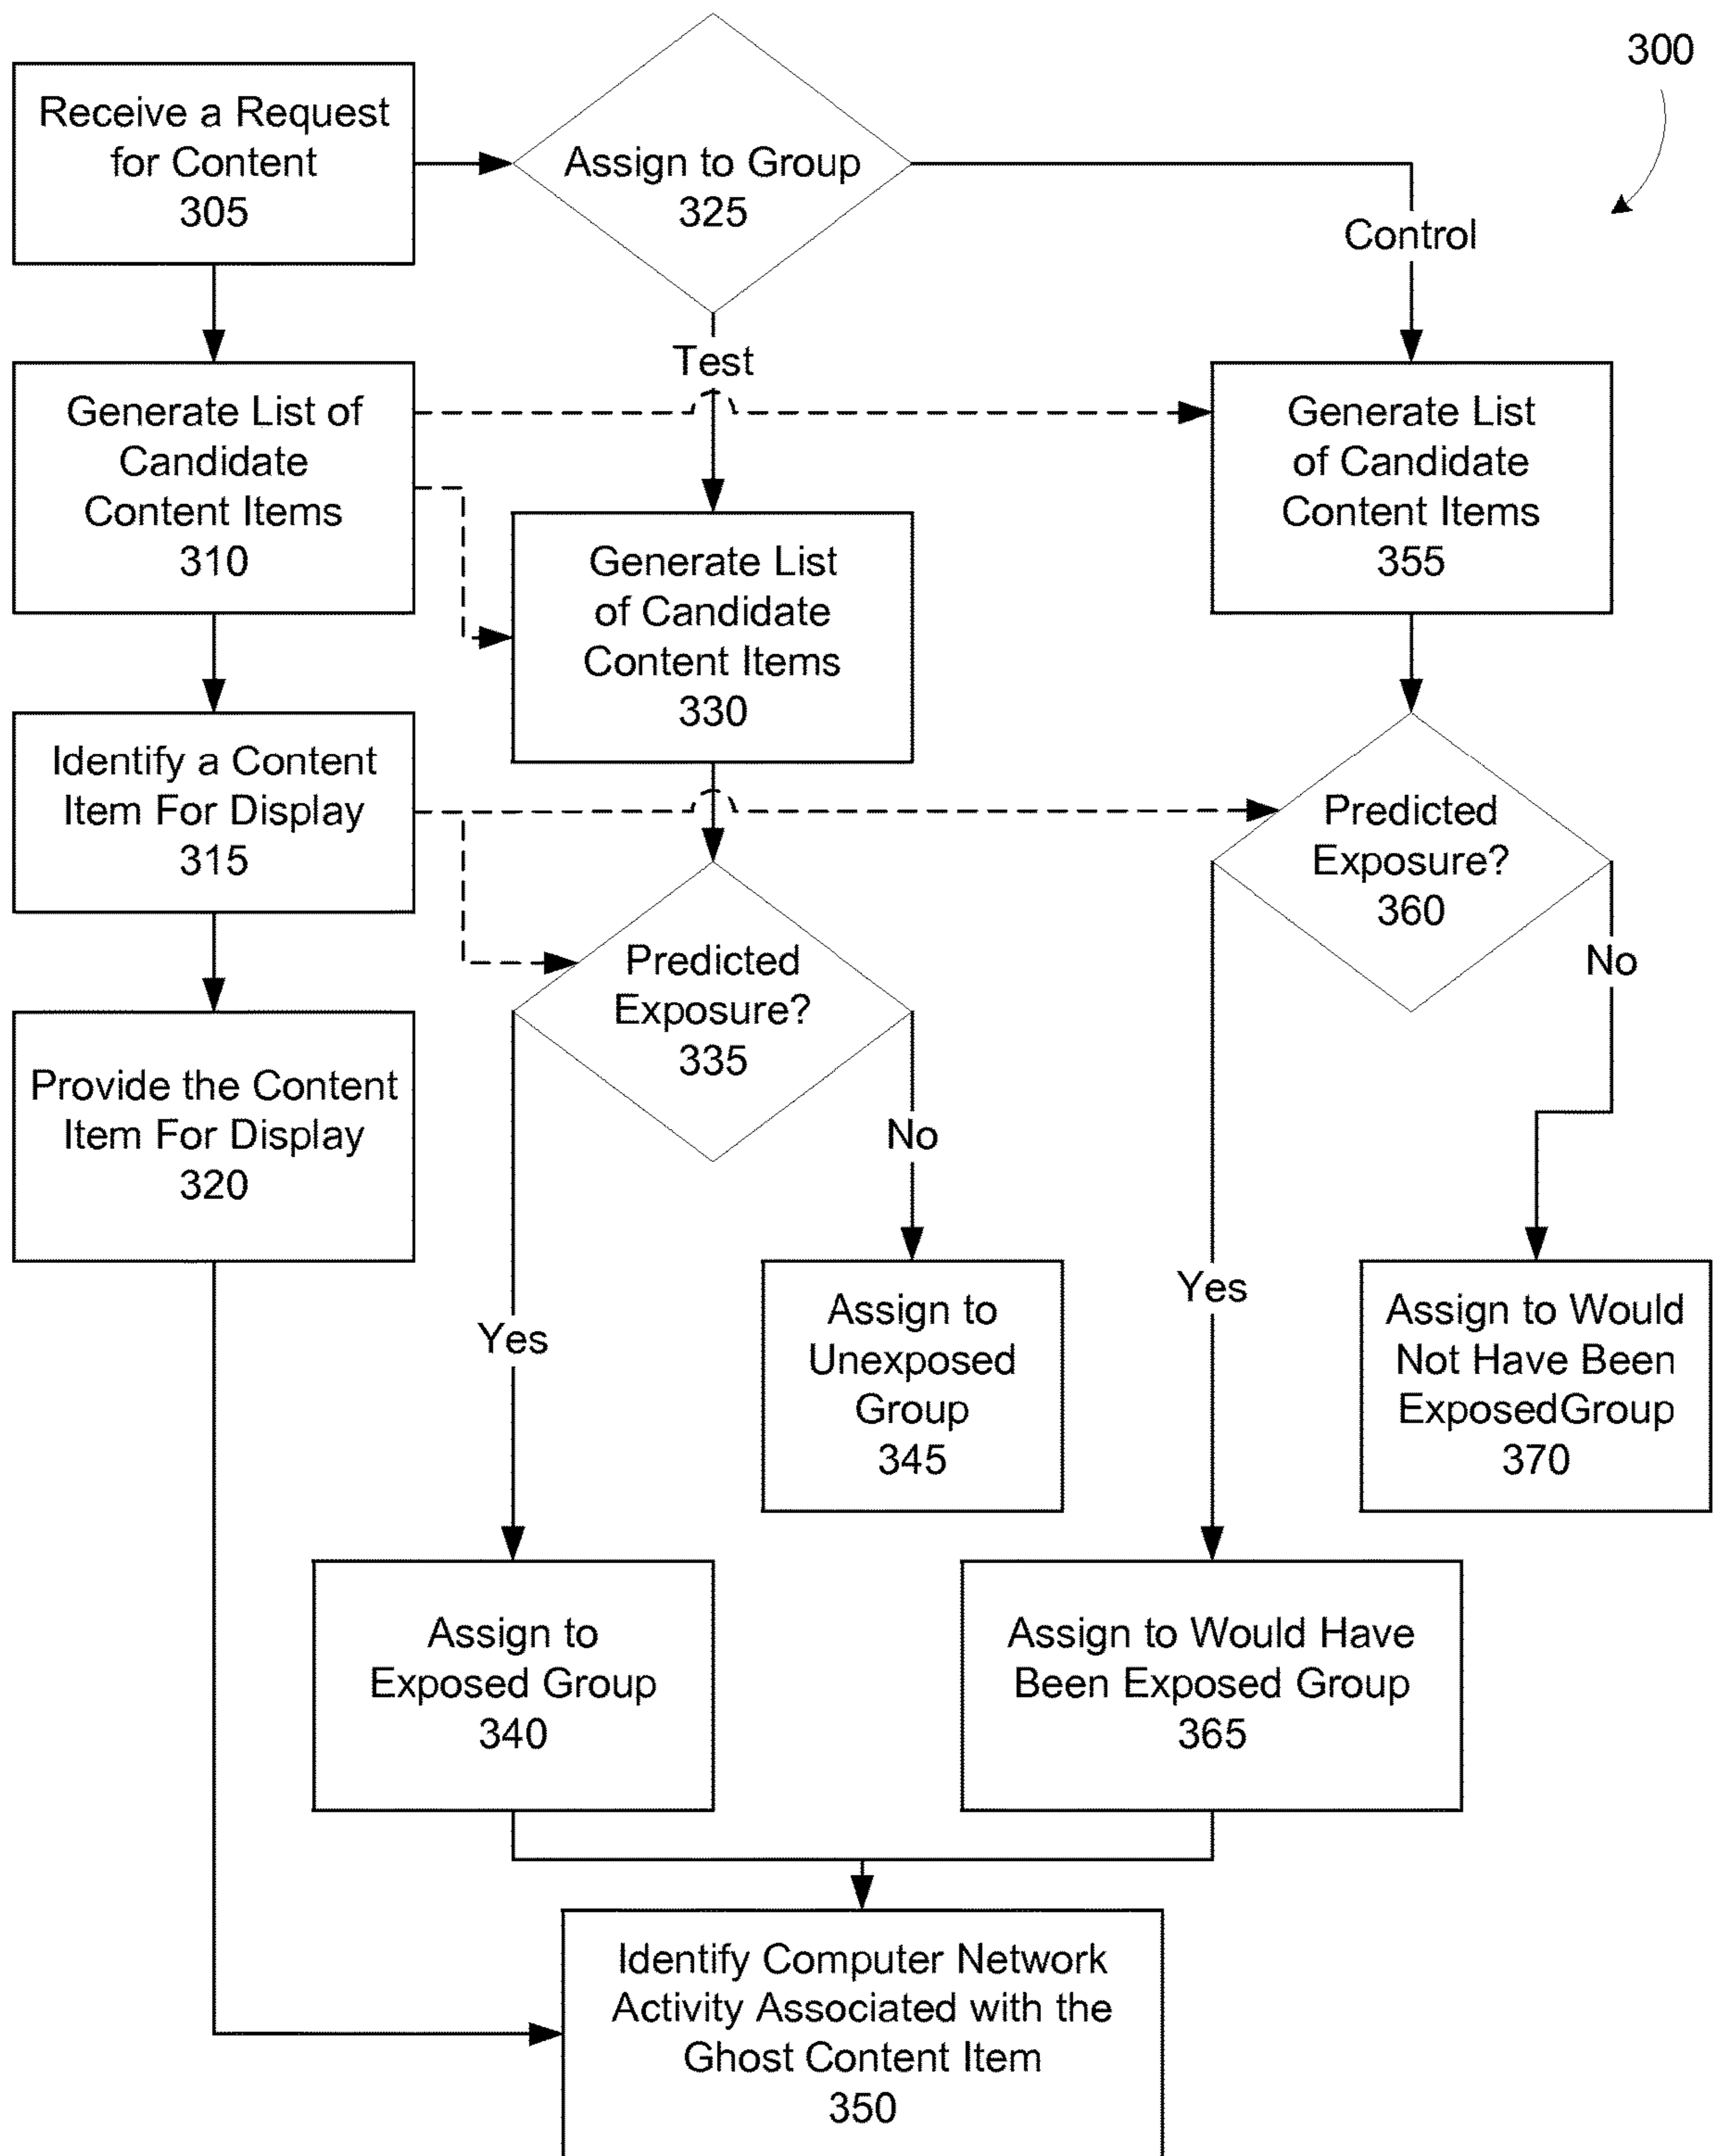 300
Receive a Request
for Content
305
Assign to Group
325
Control
Test
Generate List of
Candidate
Content Items
310
Generate List
of Candidate
Content Items
355
Generate List
of Candidate
Content Items
330
Identify a Content
Item For Display
315
Predicted
Exposure?
360
No
Predicted
Exposure?
335
No
Provide the Content
Item For Display
320
Yes
Yes
Assign to
Unexposed
Group
345
Assign to Would
Not Have Been
ExposedGroup
370
Assign to
Exposed Group
340
Assign to Would Have
Been Exposed Group
365
Identify Computer Network
Activity Associated with the
Ghost Content Item
350